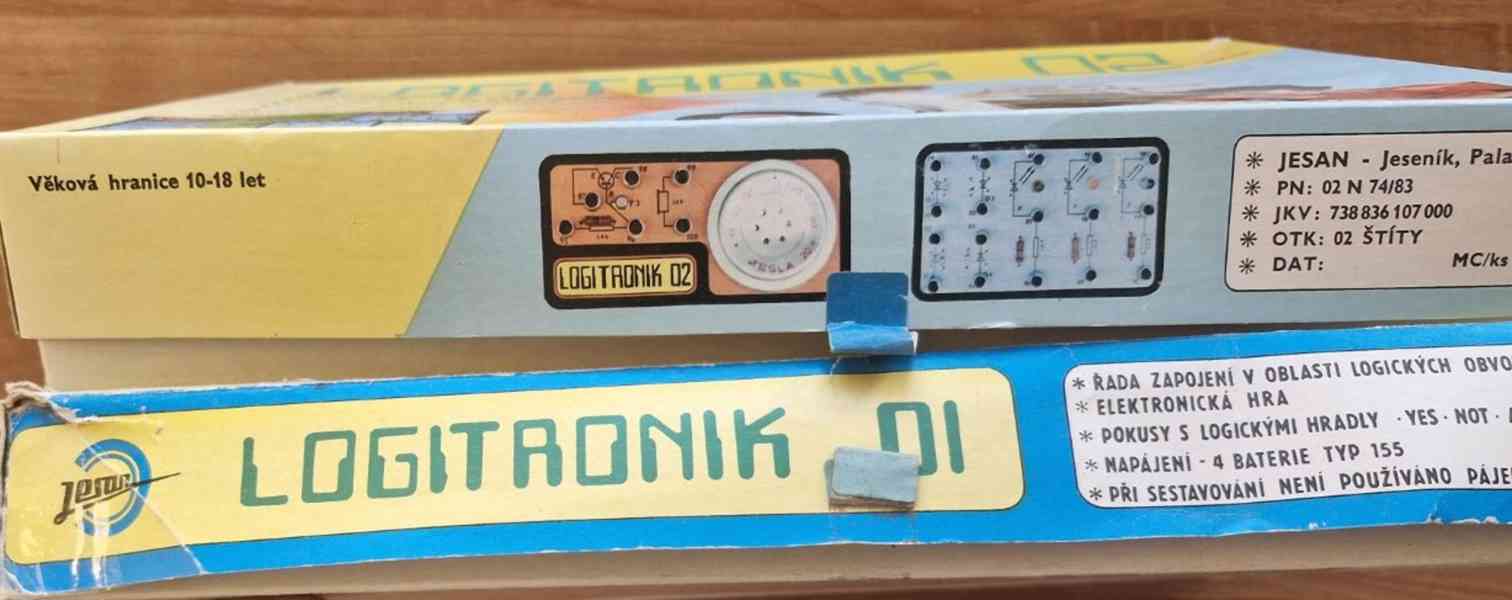 LOGITRONIK 02
Věková hranice 10-18 let
LOGITRONIK 02
TESLA
✳ JESAN - Jeseník, Pala
✳ PN: 02 N 74/83
✳ JKV: 738 836 107 000
✳ OTK: 02 ŠTÍTY
✳ DAT: MC/ks
Jesan
LOGITRONIK 01
✳ ŘADA ZAPOJENÍ V OBLASTI LOGICKÝCH OBVO
✳ ELEKTRONICKÁ HRA
✳ POKUSY S LOGICKÝMI HRADLY · YES · NOT ·
✳ NAPÁJENÍ - 4 BATERIE TYP 155
✳ PŘI SESTAVOVÁNÍ NENÍ POUŽÍVÁNO PÁJE